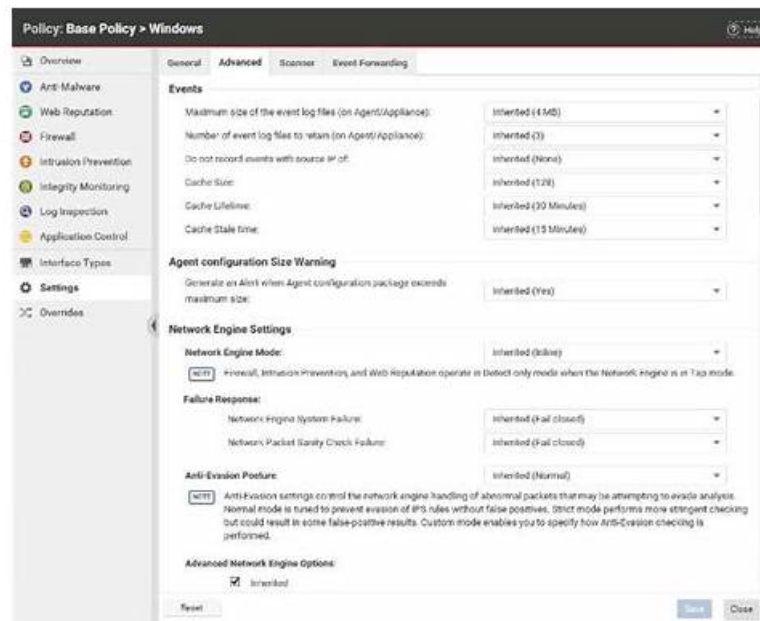 Policy: Base Policy > Windows
Help
Overview
Anti-Malware
Web Reputation
Firewall
Intrusion Prevention
Integrity Monitoring
Log Inspection
Application Control
Interface Types
Settings
Overrides
General Advanced Scanner Event Forwarding
Events
Maximum size of the event log files (on Agent/Appliance): Inherited (4 MB)
Number of event log files to retain (on Agent/Appliance): Inherited (3)
Do not record events with source IP of: Inherited (None)
Cache Size: Inherited (128)
Cache Lifetime: Inherited (30 Minutes)
Cache Stale time: Inherited (15 Minutes)
Agent configuration Size Warning
Generate an Alert when Agent configuration package exceeds
maximum size: Inherited (Yes)
Network Engine Settings
Network Engine Mode: Inherited (Inline)
NOTE Firewall, Intrusion Prevention, and Web Reputation operate in Detect only mode when the Network Engine is in Tap mode.
Failure Response:
Network Engine System Failure: Inherited (Fail closed)
Network Packet Sanity Check Failure: Inherited (Fail closed)
Anti-Evasion Posture: Inherited (Normal)
NOTE Anti-Evasion settings control the network engine handling of abnormal packets that may be attempting to evade analysis.
Normal mode is tuned to prevent evasion of IPS rules without false positives. Strict mode performs more stringent checking
but could result in some false-positive results. Custom mode enables you to specify how Anti-Evasion checking is
performed.
Advanced Network Engine Options:
Inherited
Reset Save Close